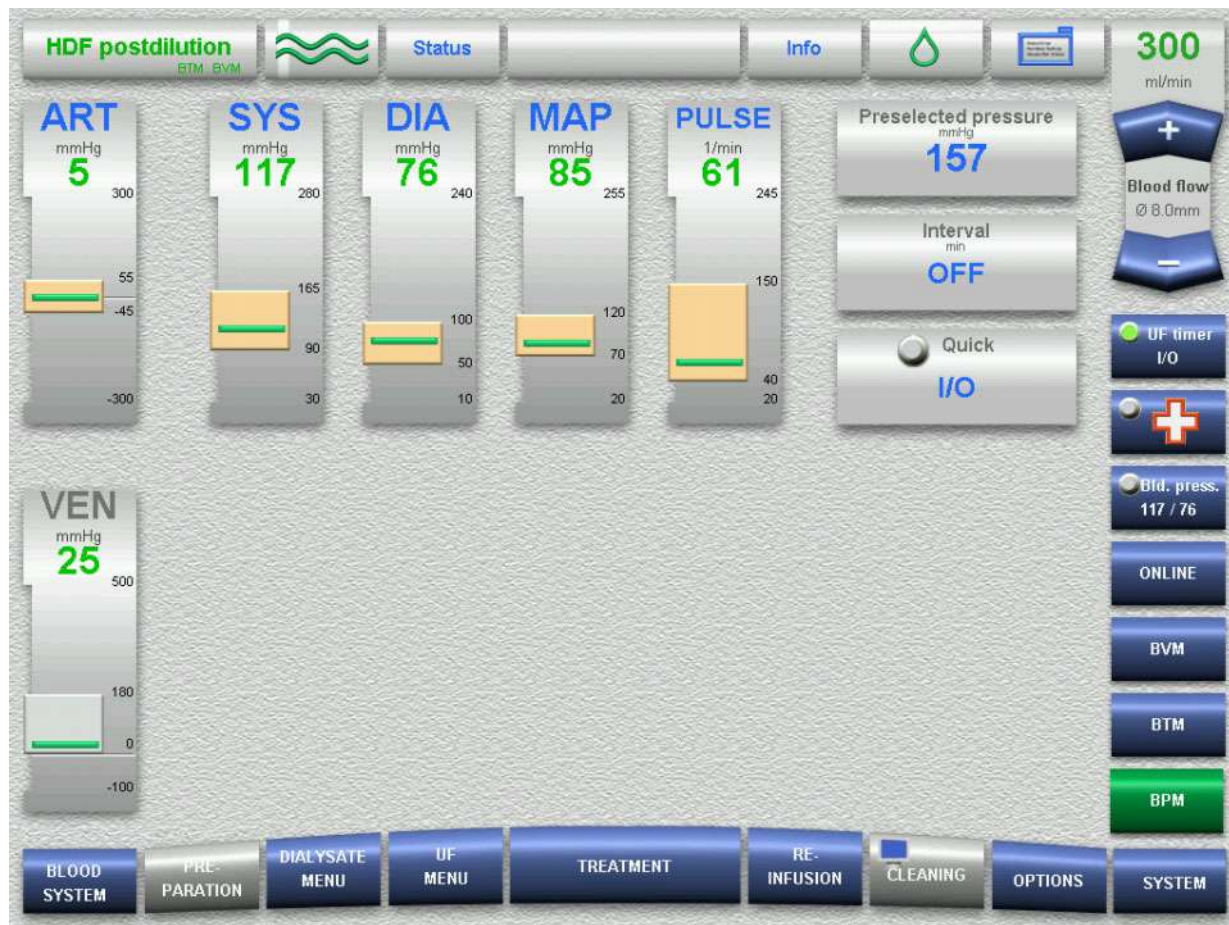 HDF postdilution
BTM BVM
Status
Info
300
ml/min
ART
mmHg
5
300
55
-45
-300
SYS
mmHg
117
280
165
90
30
DIA
mmHg
76
240
100
50
10
MAP
mmHg
85
255
120
70
20
PULSE
1/min
61
245
150
40
20
Preselected pressure
mmHg
157
Interval
min
OFF
Quick
I/O
+
Blood flow
Ø 8.0mm
–
UF timer
I/O
Bld. press.
117 / 76
ONLINE
BVM
BTM
BPM
VEN
mmHg
25
500
180
0
-100
BLOOD
SYSTEM
PRE-
PARATION
DIALYSATE
MENU
UF
MENU
TREATMENT
RE-
INFUSION
CLEANING
OPTIONS
SYSTEM